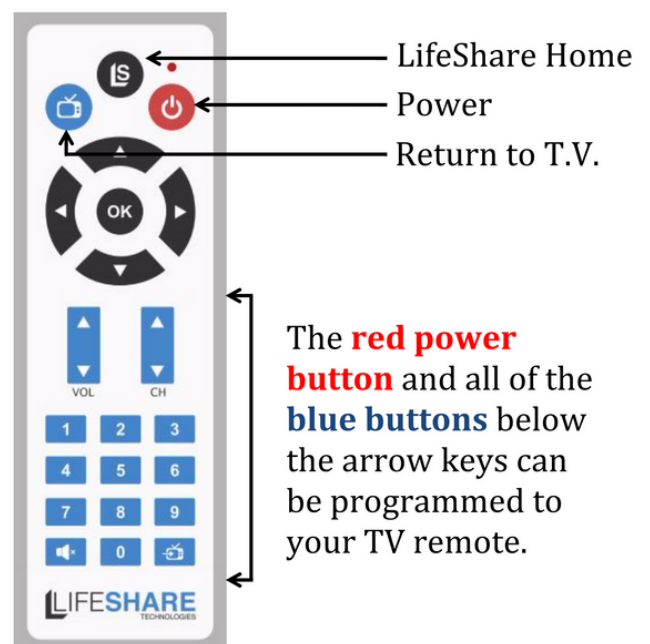 LS
LifeShare Home
Power
Return to T.V.
OK
VOL
CH
The red power
button and all of the
blue buttons below
the arrow keys can
be programmed to
your TV remote.
1 2 3
4 5 6
7 8 9
0
LIFESHARE
TECHNOLOGIES